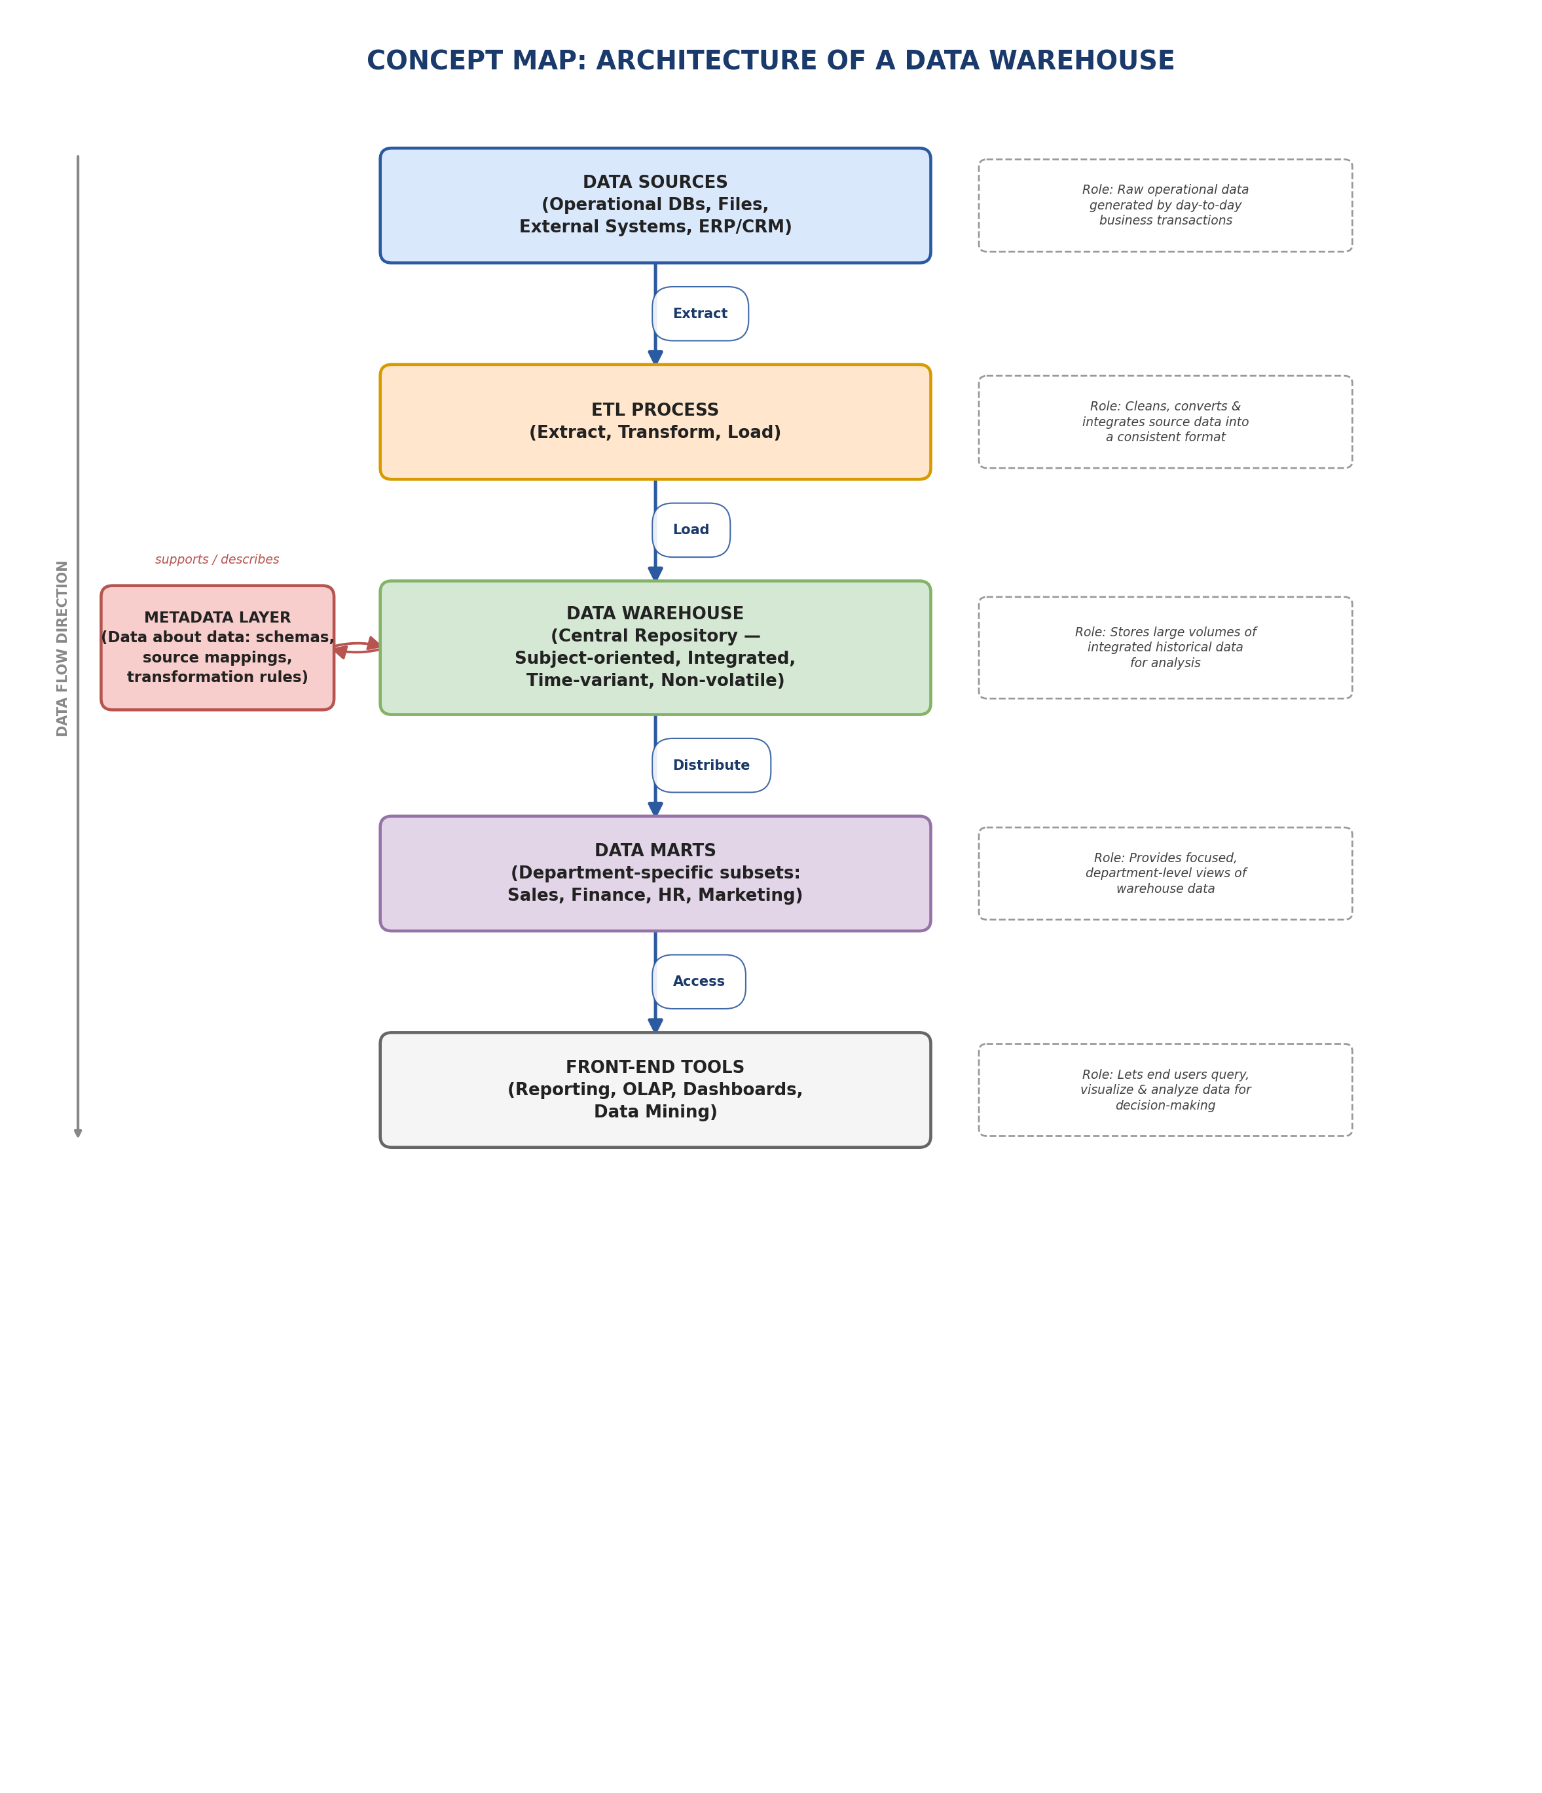 CONCEPT MAP: ARCHITECTURE OF A DATA WAREHOUSE
DATA SOURCES
(Operational DBs, Files,
External Systems, ERP/CRM)
Role: Raw operational data
generated by day-to-day
business transactions
Extract
ETL PROCESS
(Extract, Transform, Load)
Role: Cleans, converts &
integrates source data into
a consistent format
Load
DATA FLOW DIRECTION
supports / describes
METADATA LAYER
(Data about data: schemas,
source mappings,
transformation rules)
DATA WAREHOUSE
(Central Repository —
Subject-oriented, Integrated,
Time-variant, Non-volatile)
Role: Stores large volumes of
integrated historical data
for analysis
Distribute
DATA MARTS
(Department-specific subsets:
Sales, Finance, HR, Marketing)
Role: Provides focused,
department-level views of
warehouse data
Access
FRONT-END TOOLS
(Reporting, OLAP, Dashboards,
Data Mining)
Role: Lets end users query,
visualize & analyze data for
decision-making